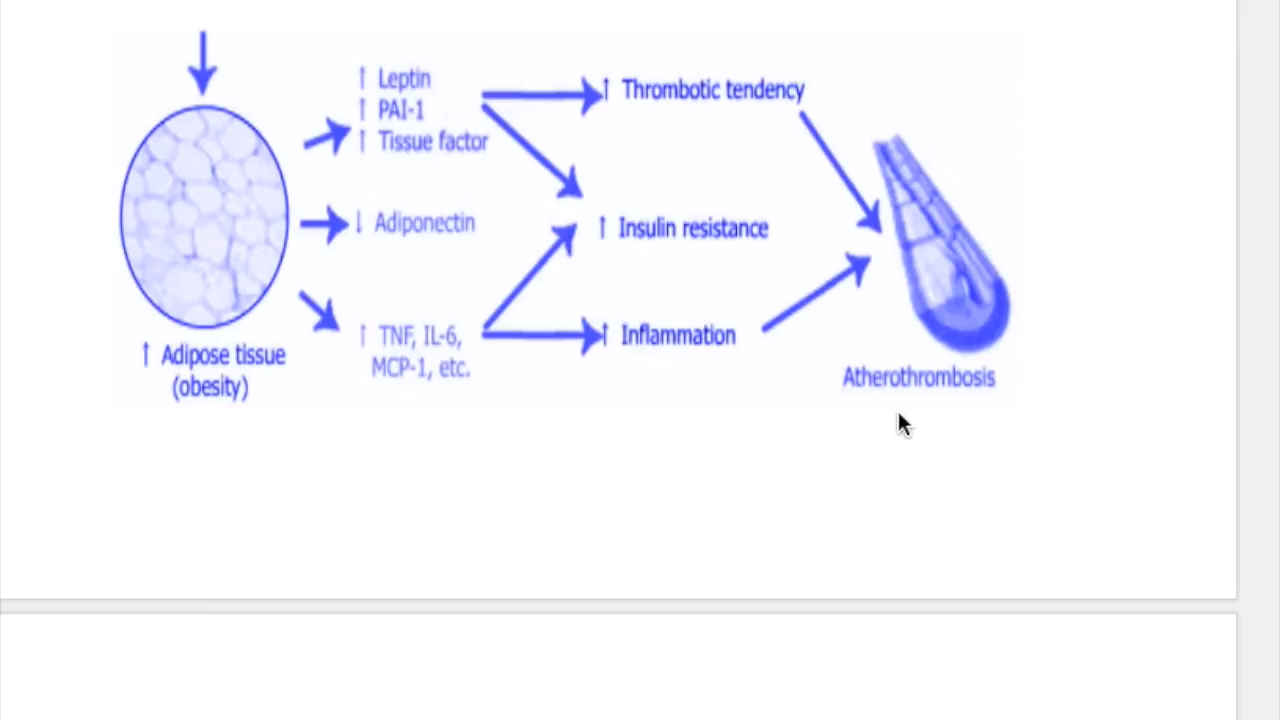 ↑ Leptin
↑ PAI-1
↑ Tissue factor
↑ Thrombotic tendency
↓ Adiponectin
↑ Insulin resistance
↑ TNF, IL-6,
MCP-1, etc.
↑ Inflammation
↑ Adipose tissue
(obesity)
Atherothrombosis